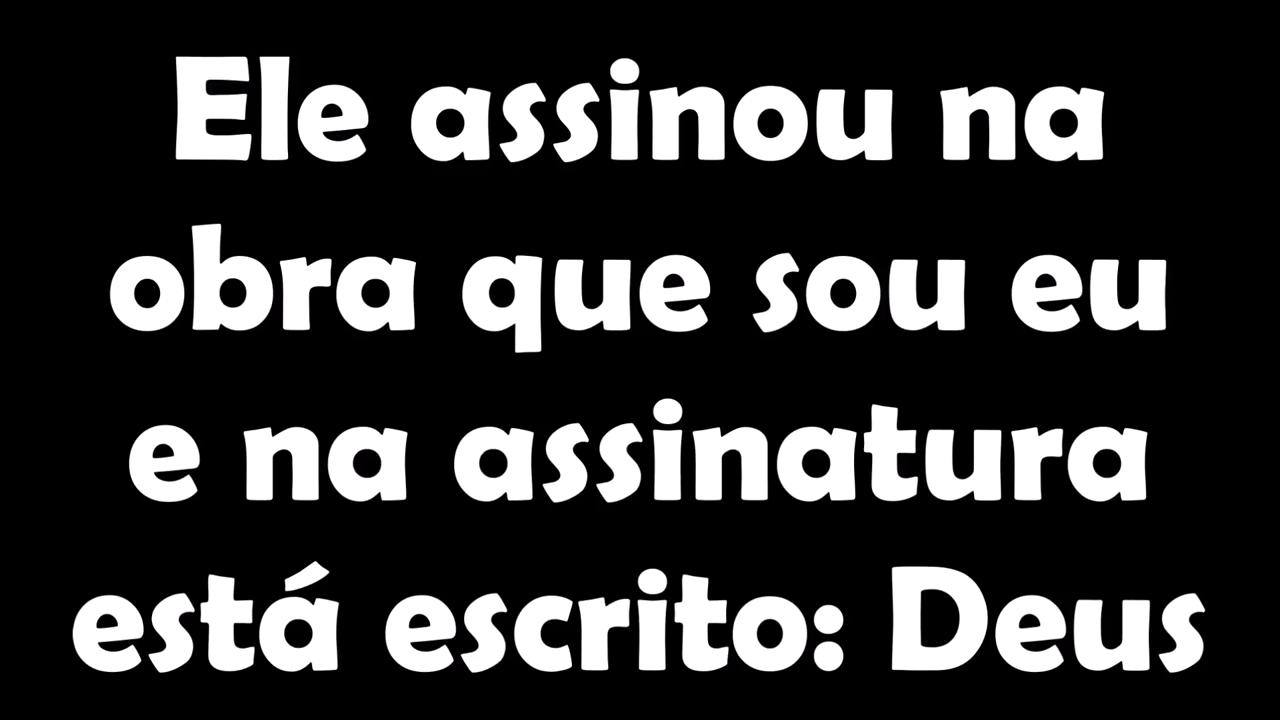 Ele assinou na
obra que sou eu
e na assinatura
está escrito: Deus